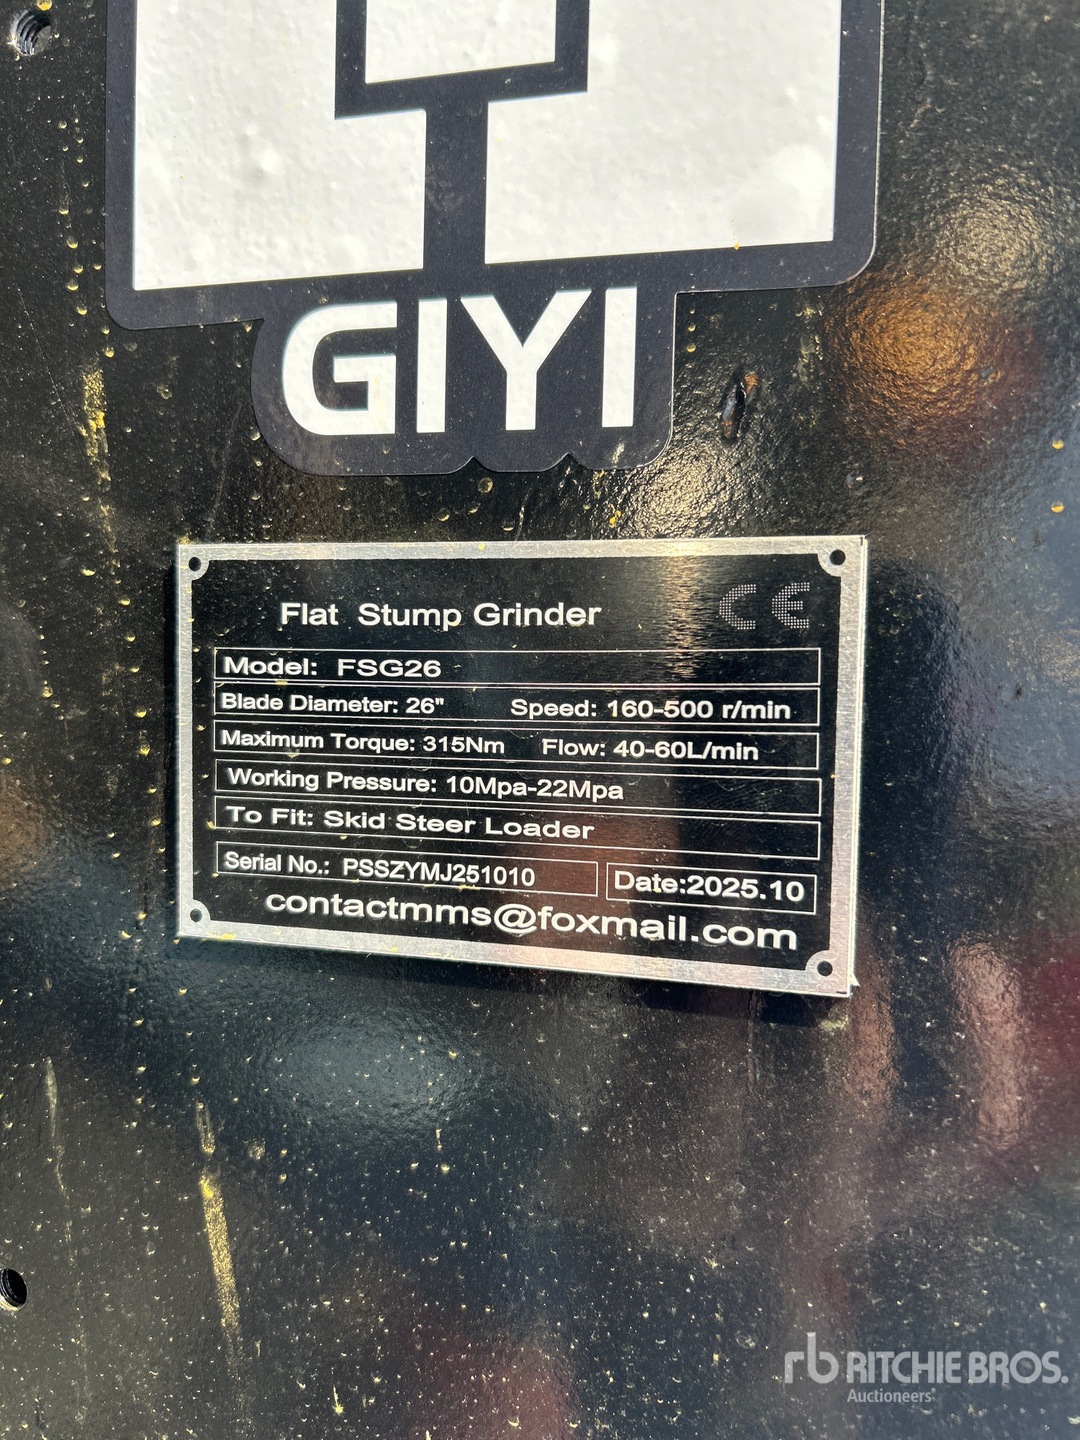 GIYI
Flat Stump Grinder CE
Model: FSG26
Blade Diameter: 26" Speed: 160-500 r/min
Maximum Torque: 315Nm Flow: 40-60L/min
Working Pressure: 10Mpa-22Mpa
To Fit: Skid Steer Loader
Serial No.: PSSZYMJ251010 Date:2025.10
contactmms@foxmail.com
rb RITCHIE BROS.
Auctioneers